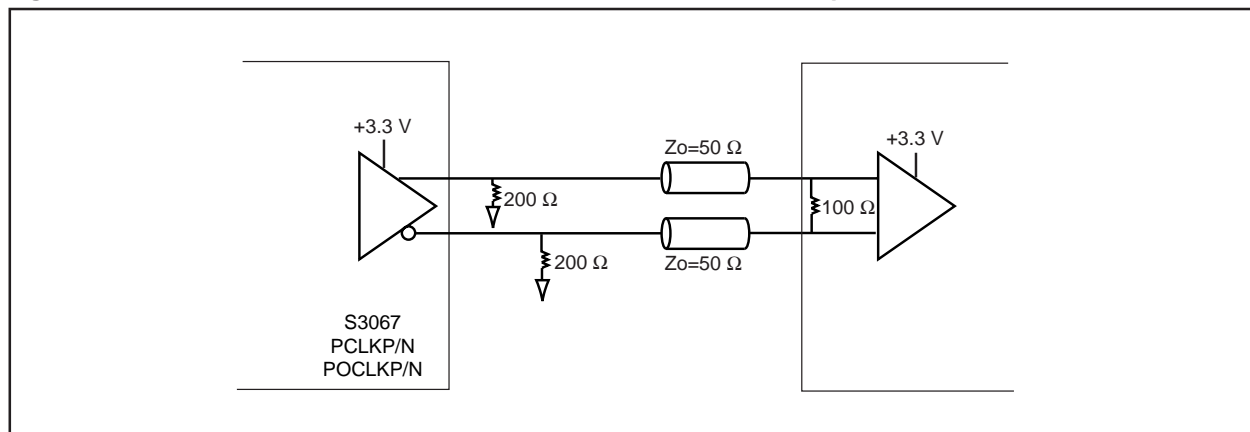 +3.3 V
+3.3 V
Zo=50 Ω
200 Ω
100 Ω
200 Ω
Zo=50 Ω
S3067
PCLKP/N
POCLKP/N